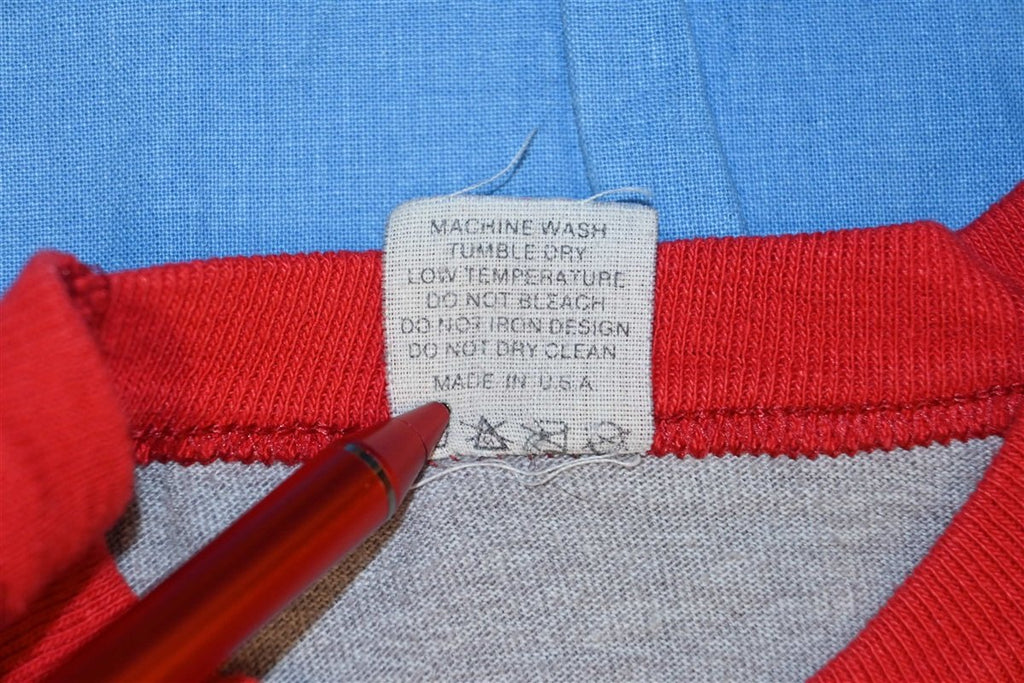 MACHINE WASH
TUMBLE DRY
LOW TEMPERATURE
DO NOT BLEACH
DO NOT IRON DESIGN
DO NOT DRY CLEAN
MADE IN U.S.A.